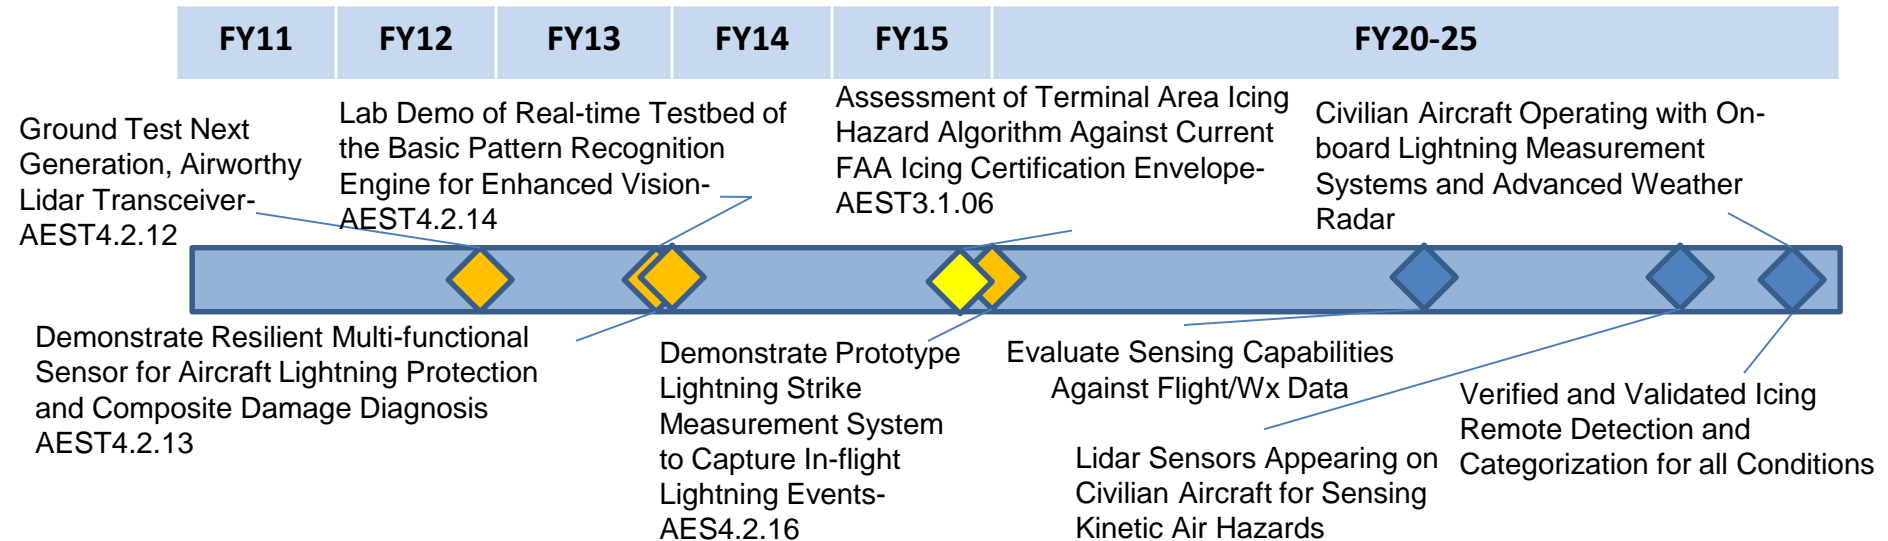 FY11
FY12
FY13
FY14
FY15
FY20-25
Ground Test Next
Generation, Airworthy
Lidar Transceiver-
AEST4.2.12
Lab Demo of Real-time Testbed of
the Basic Pattern Recognition
Engine for Enhanced Vision-
AEST4.2.14
Assessment of Terminal Area Icing
Hazard Algorithm Against Current
FAA Icing Certification Envelope-
AEST3.1.06
Civilian Aircraft Operating with On-
board Lightning Measurement
Systems and Advanced Weather
Radar
Demonstrate Resilient Multi-functional
Sensor for Aircraft Lightning Protection
and Composite Damage Diagnosis
AEST4.2.13
Demonstrate Prototype
Lightning Strike
Measurement System
to Capture In-flight
Lightning Events-
AES4.2.16
Evaluate Sensing Capabilities
Against Flight/Wx Data
Lidar Sensors Appearing on
Civilian Aircraft for Sensing
Kinetic Air Hazards
Verified and Validated Icing
Remote Detection and
Categorization for all Conditions